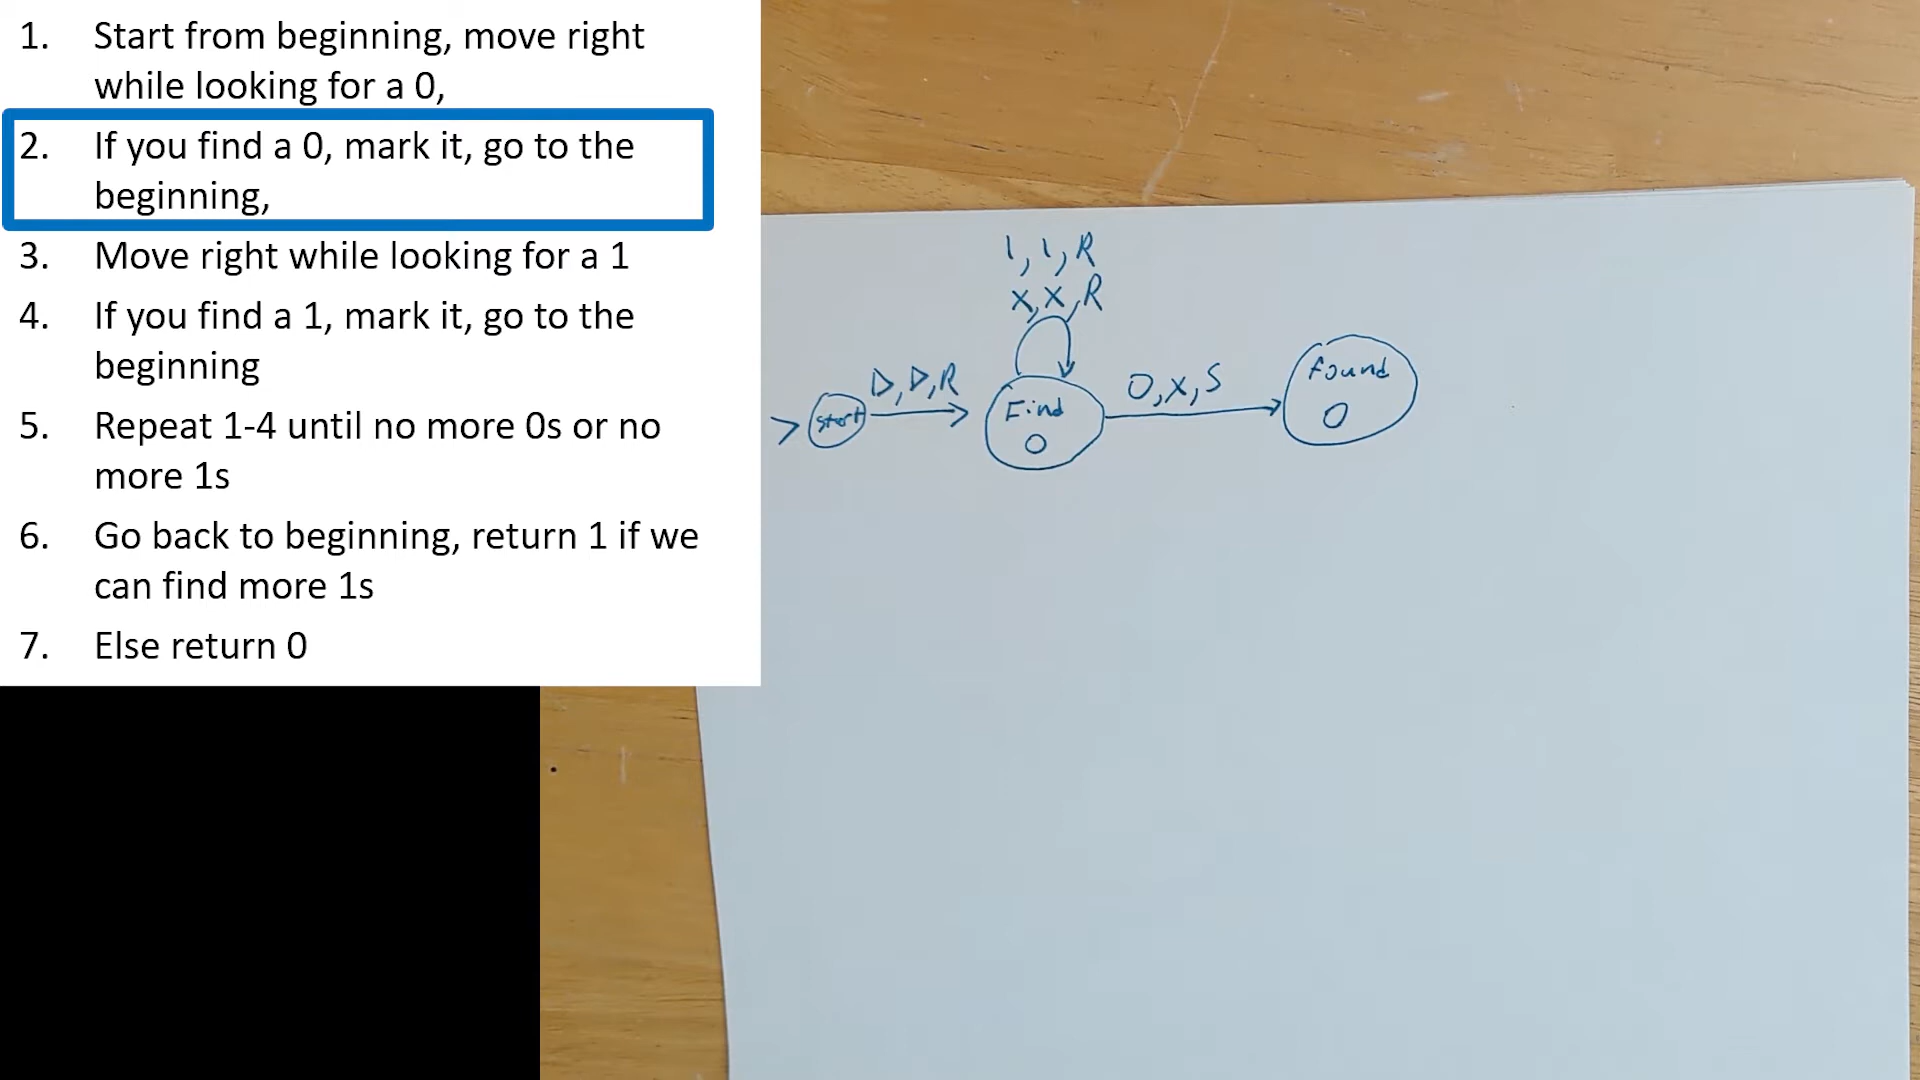 1. Start from beginning, move right
while looking for a 0,
2. If you find a 0, mark it, go to the
beginning,
3. Move right while looking for a 1
4. If you find a 1, mark it, go to the
beginning
5. Repeat 1-4 until no more 0s or no
more 1s
6. Go back to beginning, return 1 if we
can find more 1s
7. Else return 0
1, 1, R
x, x, R
▷, ▷, R
> start
Find
0
0, x, S
Found
0